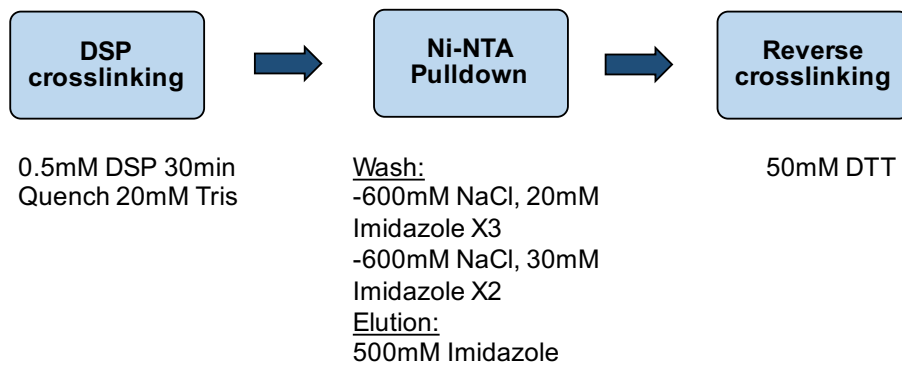 DSP
crosslinking
Ni-NTA
Pulldown
Reverse
crosslinking
0.5mM DSP 30min
Quench 20mM Tris
Wash:
-600mM NaCl, 20mM
Imidazole X3
-600mM NaCl, 30mM
Imidazole X2
Elution:
500mM Imidazole
50mM DTT